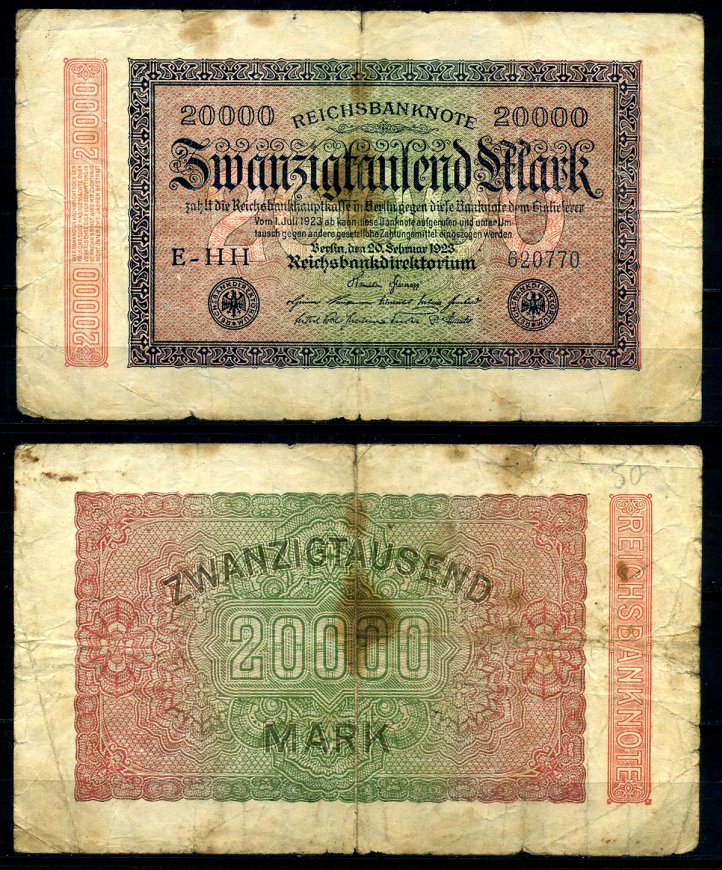 20000 REICHSBANKNOTE 20000
Zwanzigtausend Mark
zahlt die Reichsbankhauptkasse in Berlin gegen diese Banknote dem Einlieferer
Vom 1. Juli 1923 ab kann diese Banknote aufgerufen und unter Um-
tausch gegen andere gesetzliche Zahlungsmittel eingezogen werden
Berlin, den 20. Februar 1923
Reichsbankdirektorium
E-HH 620770
20000
20000
50
ZWANZIGTAUSEND
20000
MARK
REICHSBANKNOTE